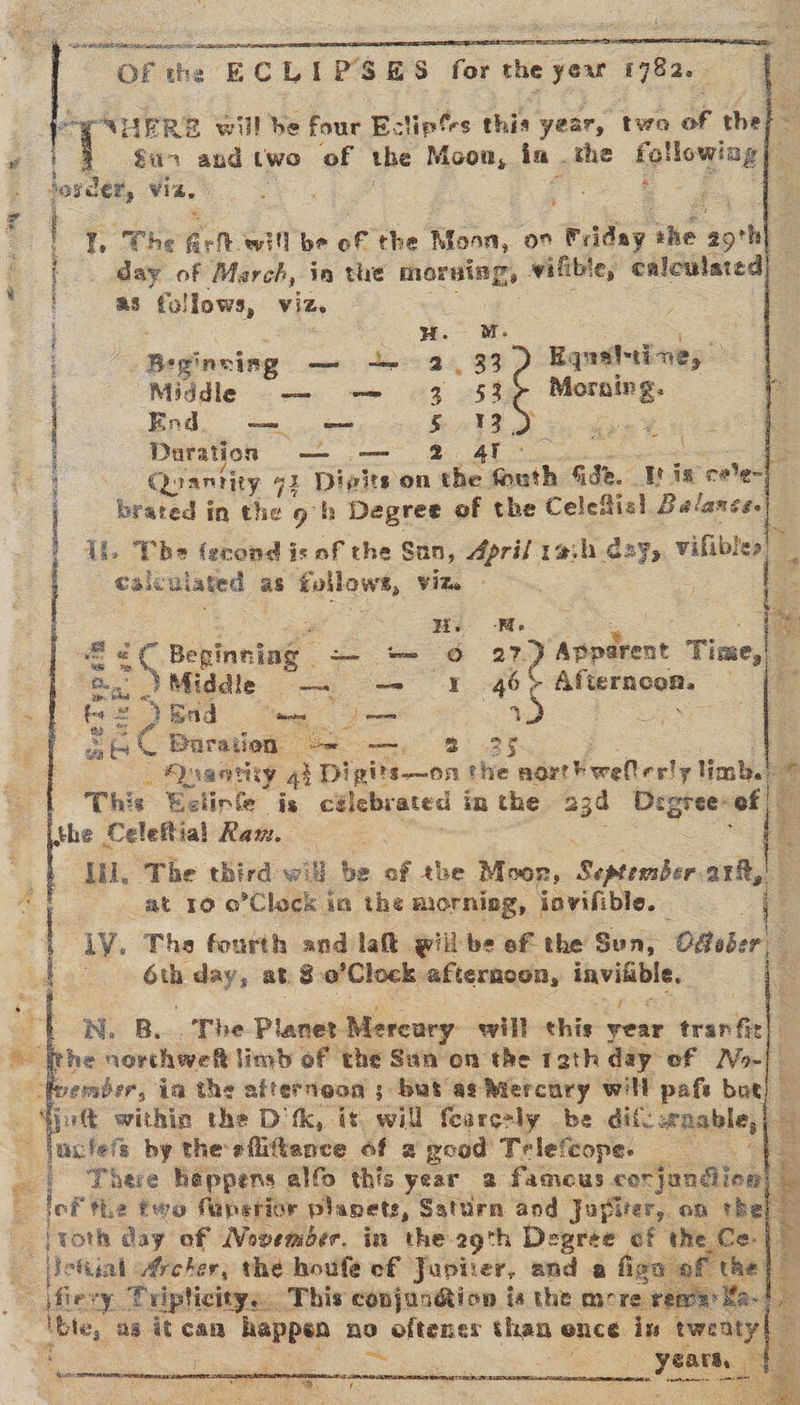 Of the ECLIPSES for the year 1782.
THERE will be four Eclipſes this year, two of the
Sun and two of the Moon, in the following
order, viz.
I. The firſt will be of the Moon, on Friday the 29th
day of March, in the morning, viſible, calculated
as follows, viz.
H. M.
Beginning — — 2 33 } Equal-time,
Middle — — 3 53 } Morning.
End — — 5 13 }
Duration — — 2 41
Quantity 7½ Digits on the ſouth ſide. It is cele-
brated in the 9th Degree of the Celeſtial Balance.
II. The ſecond is of the Sun, April 12th day, viſible,
calculated as follows, viz.
H. M.
Beginning — — 0 27 } Apparent Time,
Middle — — 1 46 } Afternoon.
End — —
Duration — — 2 35
Quantity 4¾ Digits—on the northweſterly limb.
This Eclipſe is celebrated in the 23d Degree of
the Celeſtial Ram.
III. The third will be of the Moon, September 21ſt,
at 10 o'Clock in the morning, inviſible.
IV. The fourth and laſt will be of the Sun, October
6th day, at 8 o'Clock afternoon, inviſible.
N. B. The Planet Mercury will this year tranſit
the northweſt limb of the Sun on the 12th day of No-
vember, in the afternoon; but as Mercury will paſs but
juſt within the Diſk, it will ſcarcely be diſcernable,
unleſs by the aſſiſtance of a good Teleſcope.
There happens alſo this year a famous conjunction
of the two ſuperior planets, Saturn and Jupiter, on the
10th day of November, in the 29th Degree of the Ce-
leſtial Archer, the houſe of Jupiter, and a ſign of the
fiery Triplicity. This conjunction is the more remarka-
ble, as it can happen no oftener than once in twenty
years.